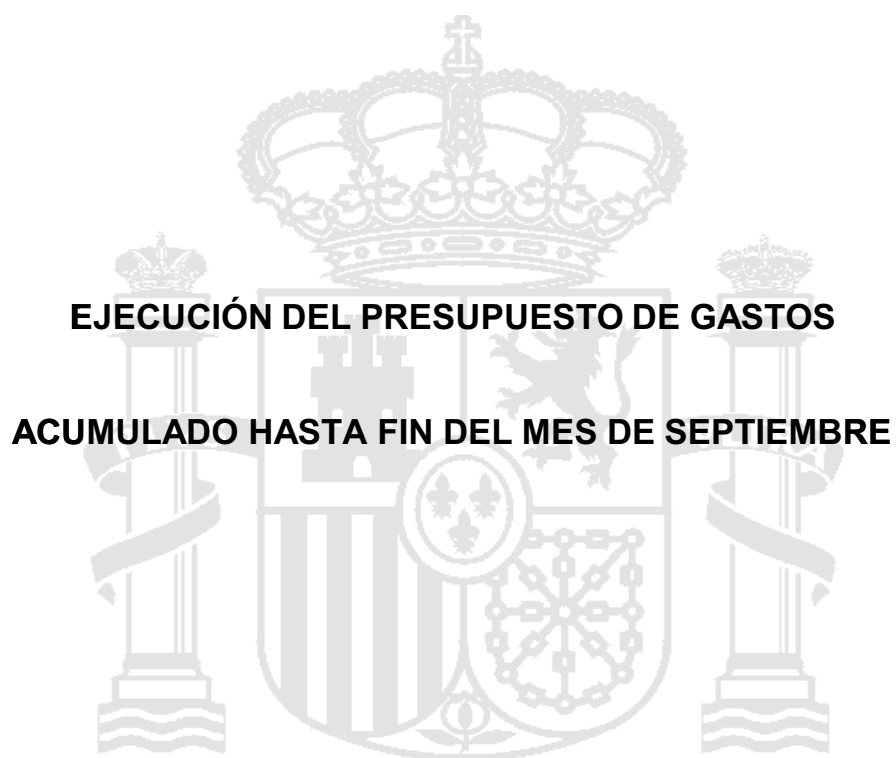 EJECUCIÓN DEL PRESUPUESTO DE GASTOS
ACUMULADO HASTA FIN DEL MES DE SEPTIEMBRE